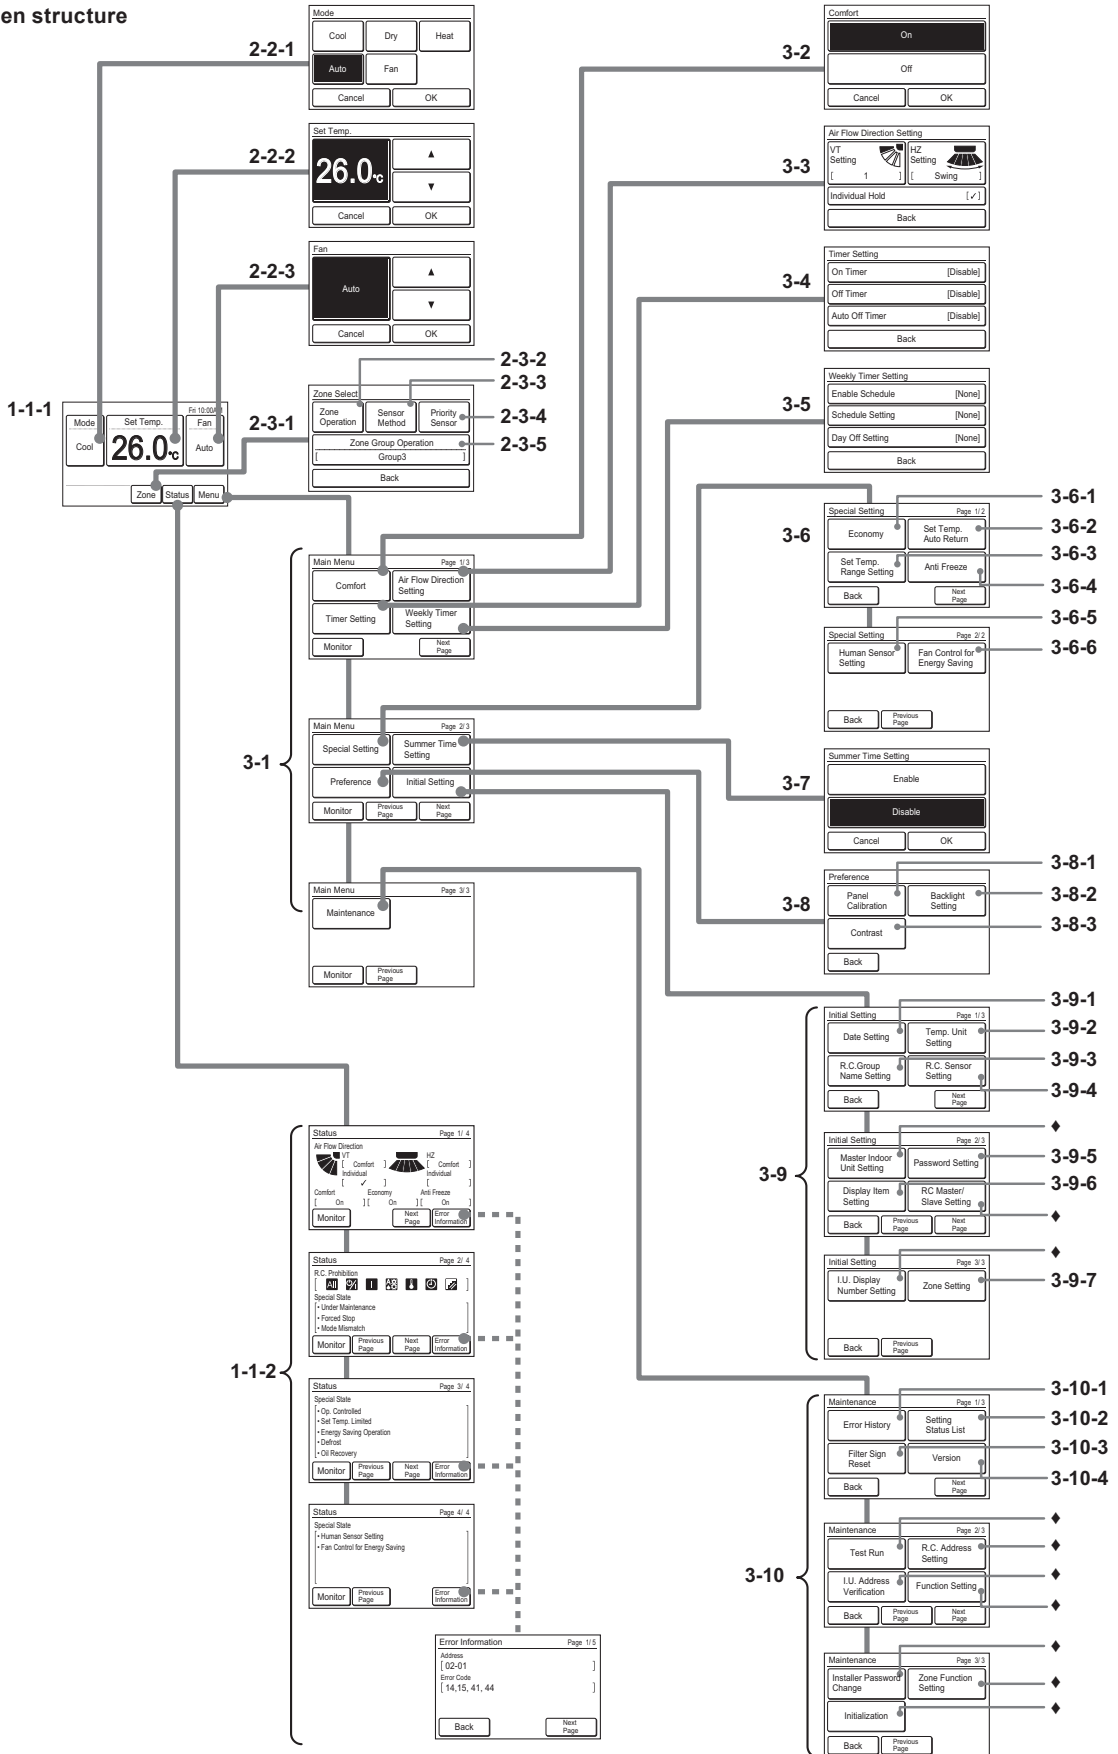 en structure
Mode
Cool Dry Heat
Auto Fan
Cancel OK
2-2-1
Set Temp.
26.0°C
▲
▼
Cancel OK
2-2-2
Fan
Auto
▲
▼
Cancel OK
2-2-3
2-3-2
2-3-3
2-3-4
2-3-5
Zone Select
Zone Operation
Sensor Method
Priority Sensor
Zone Group Operation
[ Group3 ]
Back
2-3-1
1-1-1
Fri 10:00AM
Mode Set Temp. Fan
Cool 26.0°C Auto
Zone Status Menu
3-1
Main Menu Page 1/3
Comfort
Air Flow Direction Setting
Timer Setting
Weekly Timer Setting
Monitor
Next Page
Main Menu Page 2/3
Special Setting
Summer Time Setting
Preference
Initial Setting
Monitor
Previous Page
Next Page
Main Menu Page 3/3
Maintenance
Monitor
Previous Page
1-1-2
Status Page 1/ 4
Air Flow Direction
VT HZ
[ Comfort ] [ Comfort ]
Individual Individual
[ ✓ ] [ ]
Comfort Economy Anti Freeze
[ On ] [ On ] [ On ]
Monitor
Next Page
Error Information
Status Page 2/ 4
R.C. Prohibition
[ All ]
Special State
• Under Maintenance
• Forced Stop
• Mode Mismatch
Monitor
Previous Page
Next Page
Error Information
Status Page 3/ 4
Special State
• Op. Controlled
• Set Temp. Limited
• Energy Saving Operation
• Defrost
• Oil Recovery
Monitor
Previous Page
Next Page
Error Information
Status Page 4/ 4
Special State
• Human Sensor Setting
• Fan Control for Energy Saving
Monitor
Previous Page
Error Information
Error Information Page 1/ 5
Address
[ 02-01 ]
Error Code
[ 14,15, 41, 44 ]
Back
Next Page
3-2
Comfort
On
Off
Cancel OK
3-3
Air Flow Direction Setting
VT Setting
[ 1 ]
HZ Setting
[ Swing ]
Individual Hold [✓]
Back
3-4
Timer Setting
On Timer [Disable]
Off Timer [Disable]
Auto Off Timer [Disable]
Back
3-5
Weekly Timer Setting
Enable Schedule [None]
Schedule Setting [None]
Day Off Setting [None]
Back
3-6
Special Setting Page 1/ 2
Economy
Set Temp. Auto Return
Set Temp. Range Setting
Anti Freeze
Back
Next Page
3-6-1
3-6-2
3-6-3
3-6-4
Special Setting Page 2/ 2
Human Sensor Setting
Fan Control for Energy Saving
Back
Previous Page
3-6-5
3-6-6
3-7
Summer Time Setting
Enable
Disable
Cancel OK
3-8
Preference
Panel Calibration
Backlight Setting
Contrast
Back
3-8-1
3-8-2
3-8-3
3-9
Initial Setting Page 1/ 3
Date Setting
Temp. Unit Setting
R.C.Group Name Setting
R.C. Sensor Setting
Back
Next Page
3-9-1
3-9-2
3-9-3
3-9-4
Initial Setting Page 2/ 3
Master Indoor Unit Setting
Password Setting
Display Item Setting
RC Master/ Slave Setting
Back
Previous Page
Next Page
♦
3-9-5
3-9-6
♦
Initial Setting Page 3/ 3
I.U. Display Number Setting
Zone Setting
Back
Previous Page
♦
3-9-7
3-10
Maintenance Page 1/ 3
Error History
Setting Status List
Filter Sign Reset
Version
Back
Next Page
3-10-1
3-10-2
3-10-3
3-10-4
Maintenance Page 2/ 3
Test Run
R.C. Address Setting
I.U. Address Verification
Function Setting
Back
Previous Page
Next Page
♦
♦
♦
♦
Maintenance Page 3/ 3
Installer Password Change
Zone Function Setting
Initialization
Back
Previous Page
♦
♦
♦